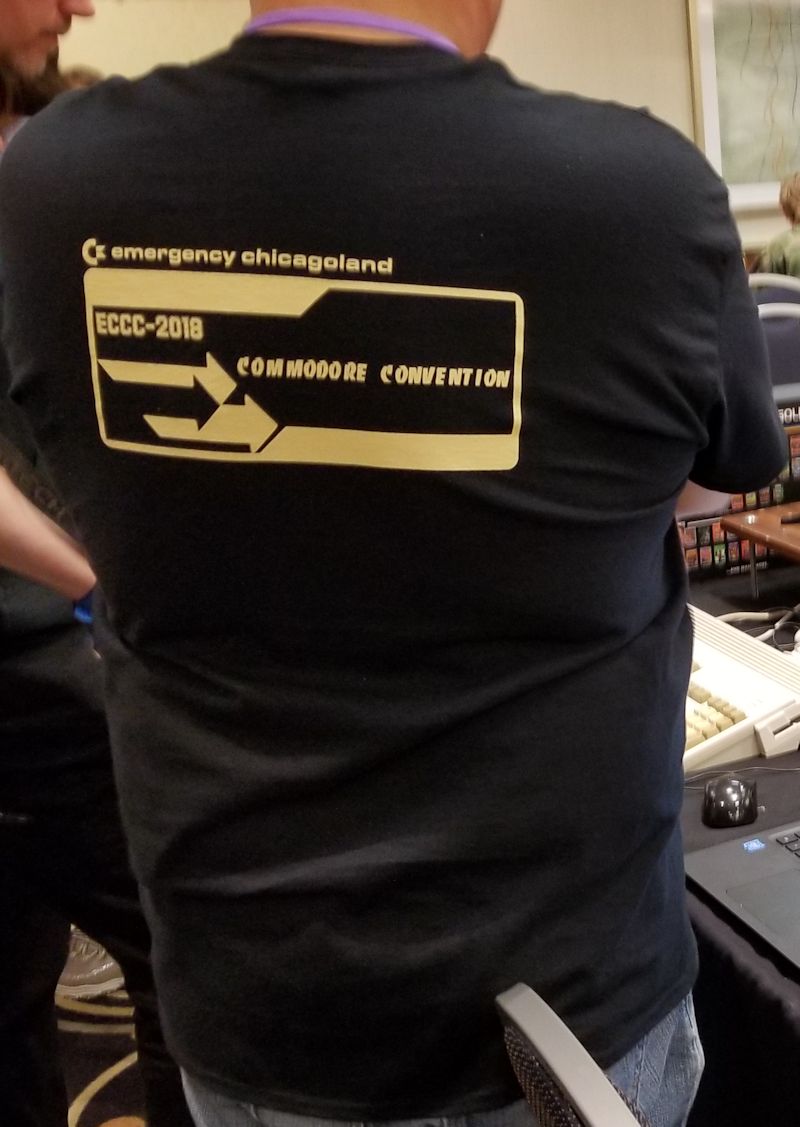 emergency chicagoland
ECCC-2018
COMMODORE CONVENTION